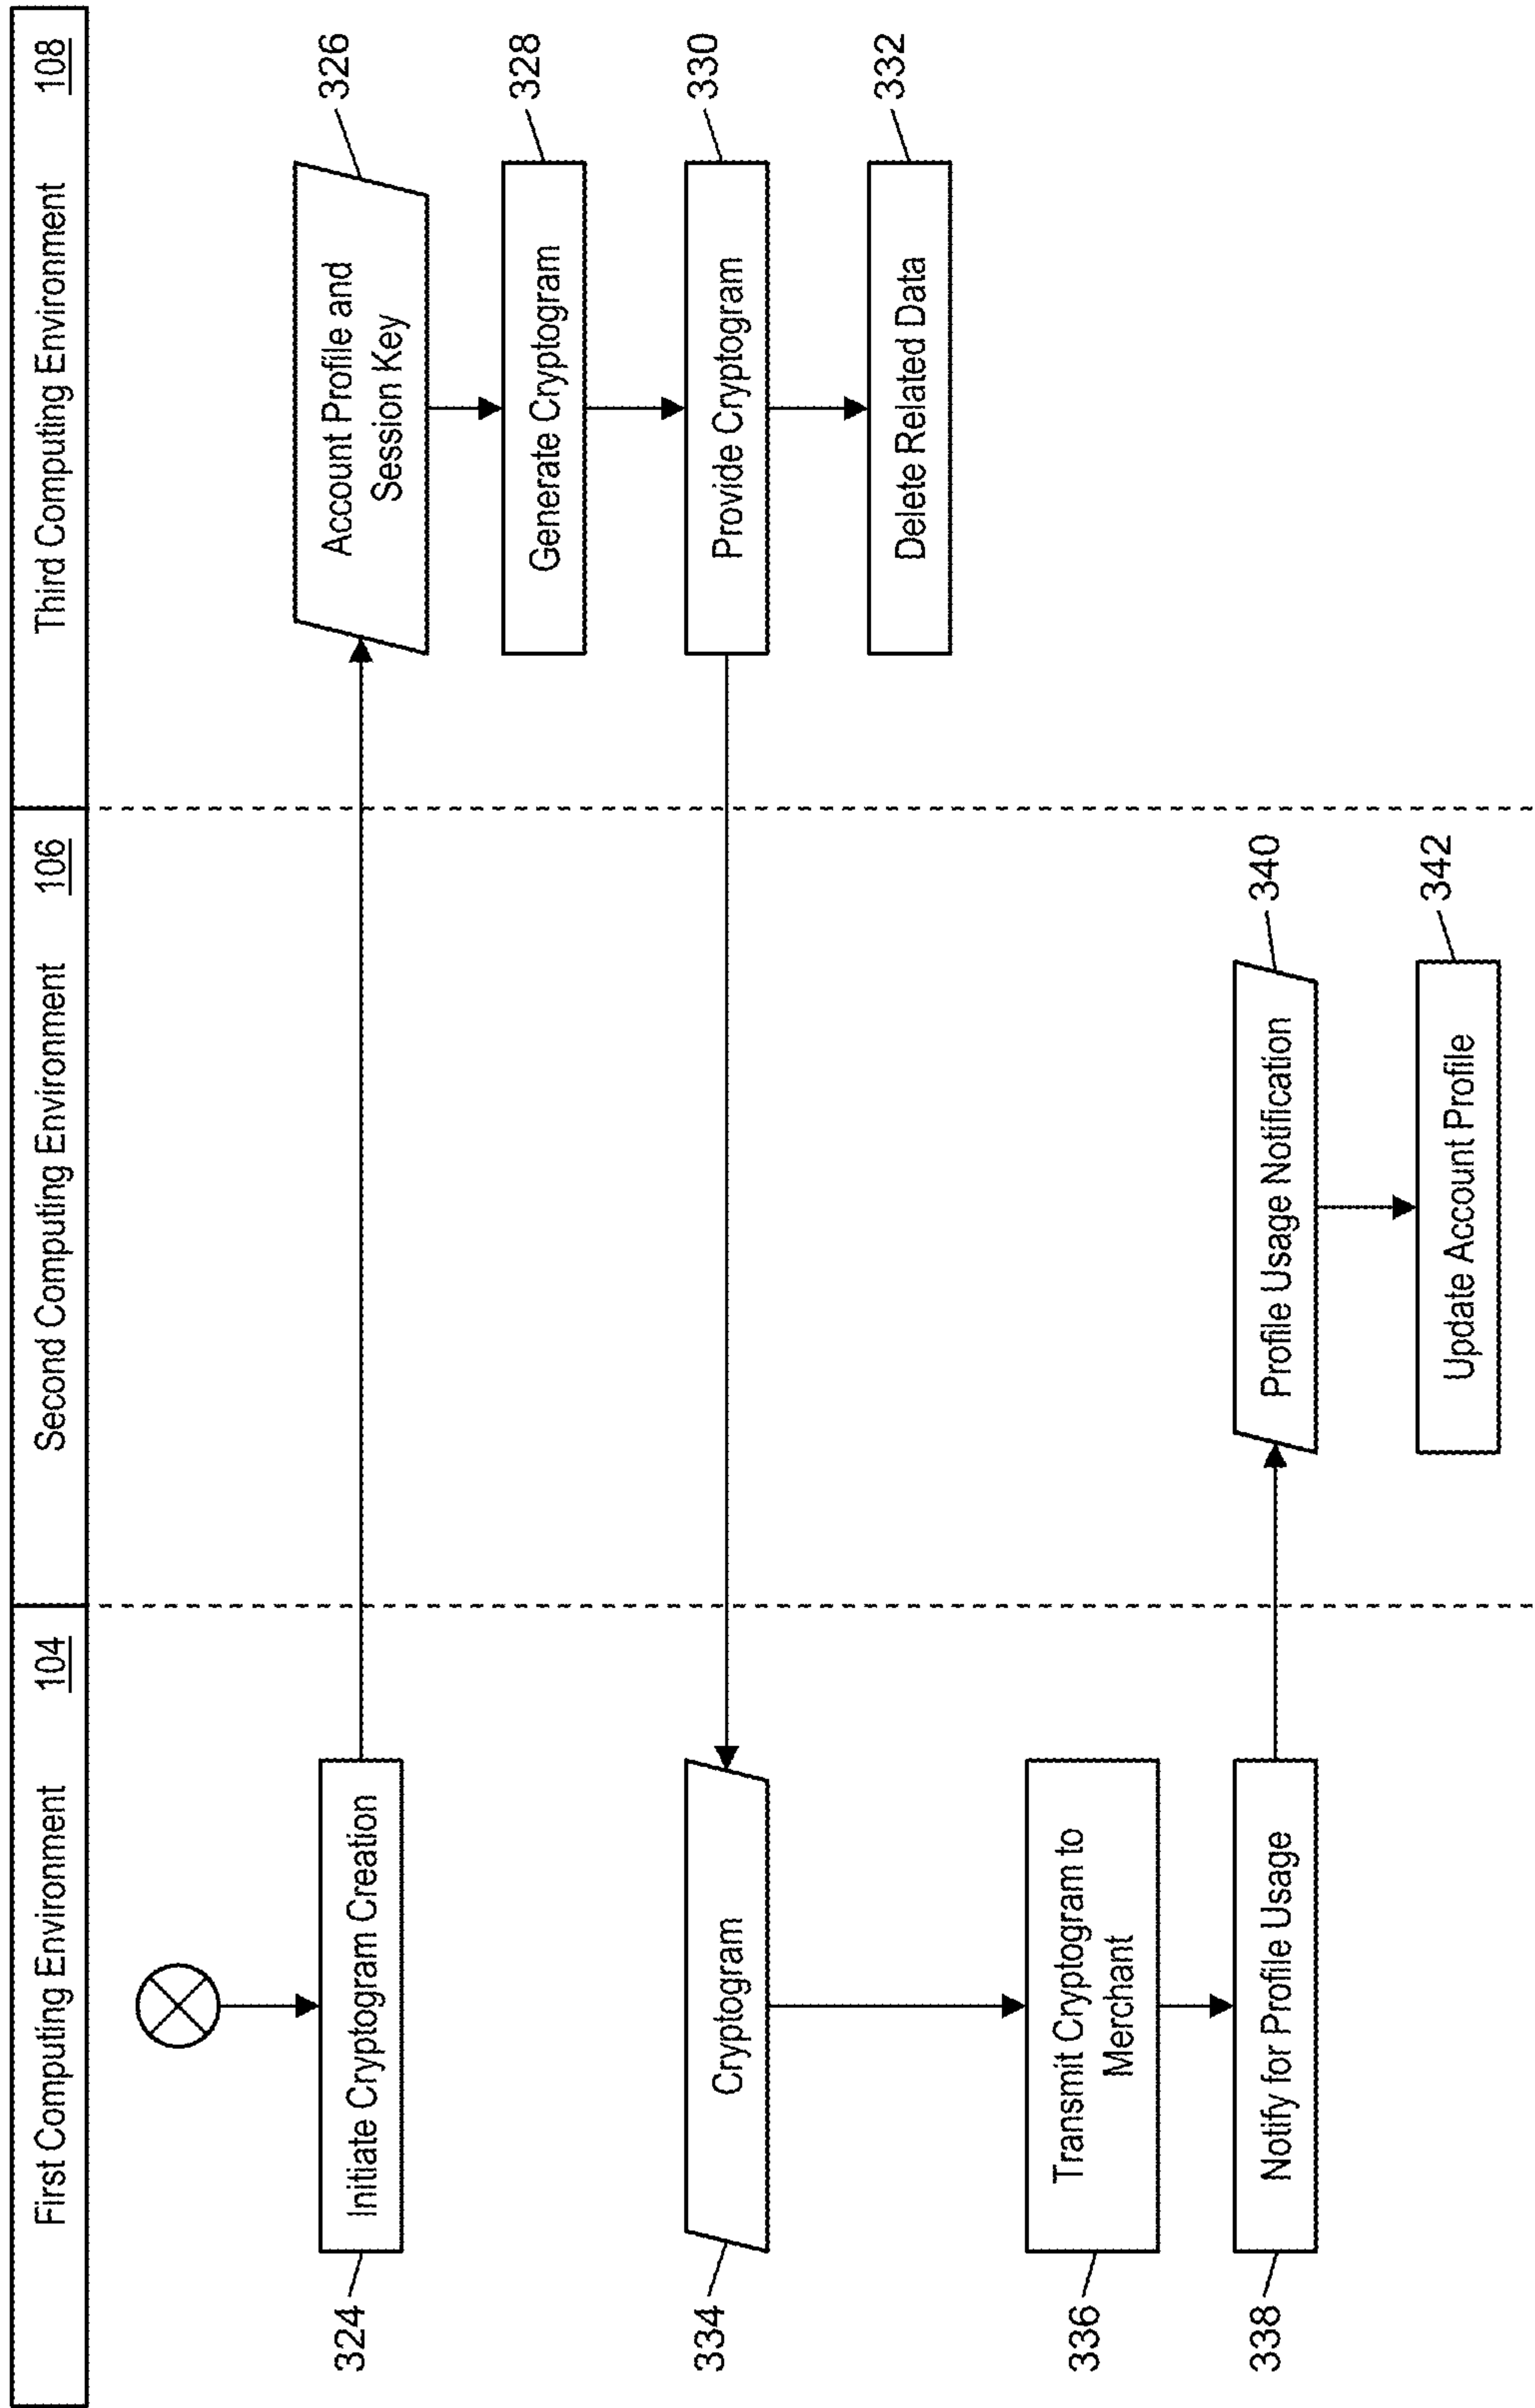 First Computing Environment 104
Second Computing Environment 106
Third Computing Environment 108
324
Initiate Cryptogram Creation
Account Profile and
Session Key
326
Generate Cryptogram
328
334
Cryptogram
Provide Cryptogram
330
Delete Related Data
332
336
Transmit Cryptogram to
Merchant
338
Notify for Profile Usage
Profile Usage Notification
340
Update Account Profile
342